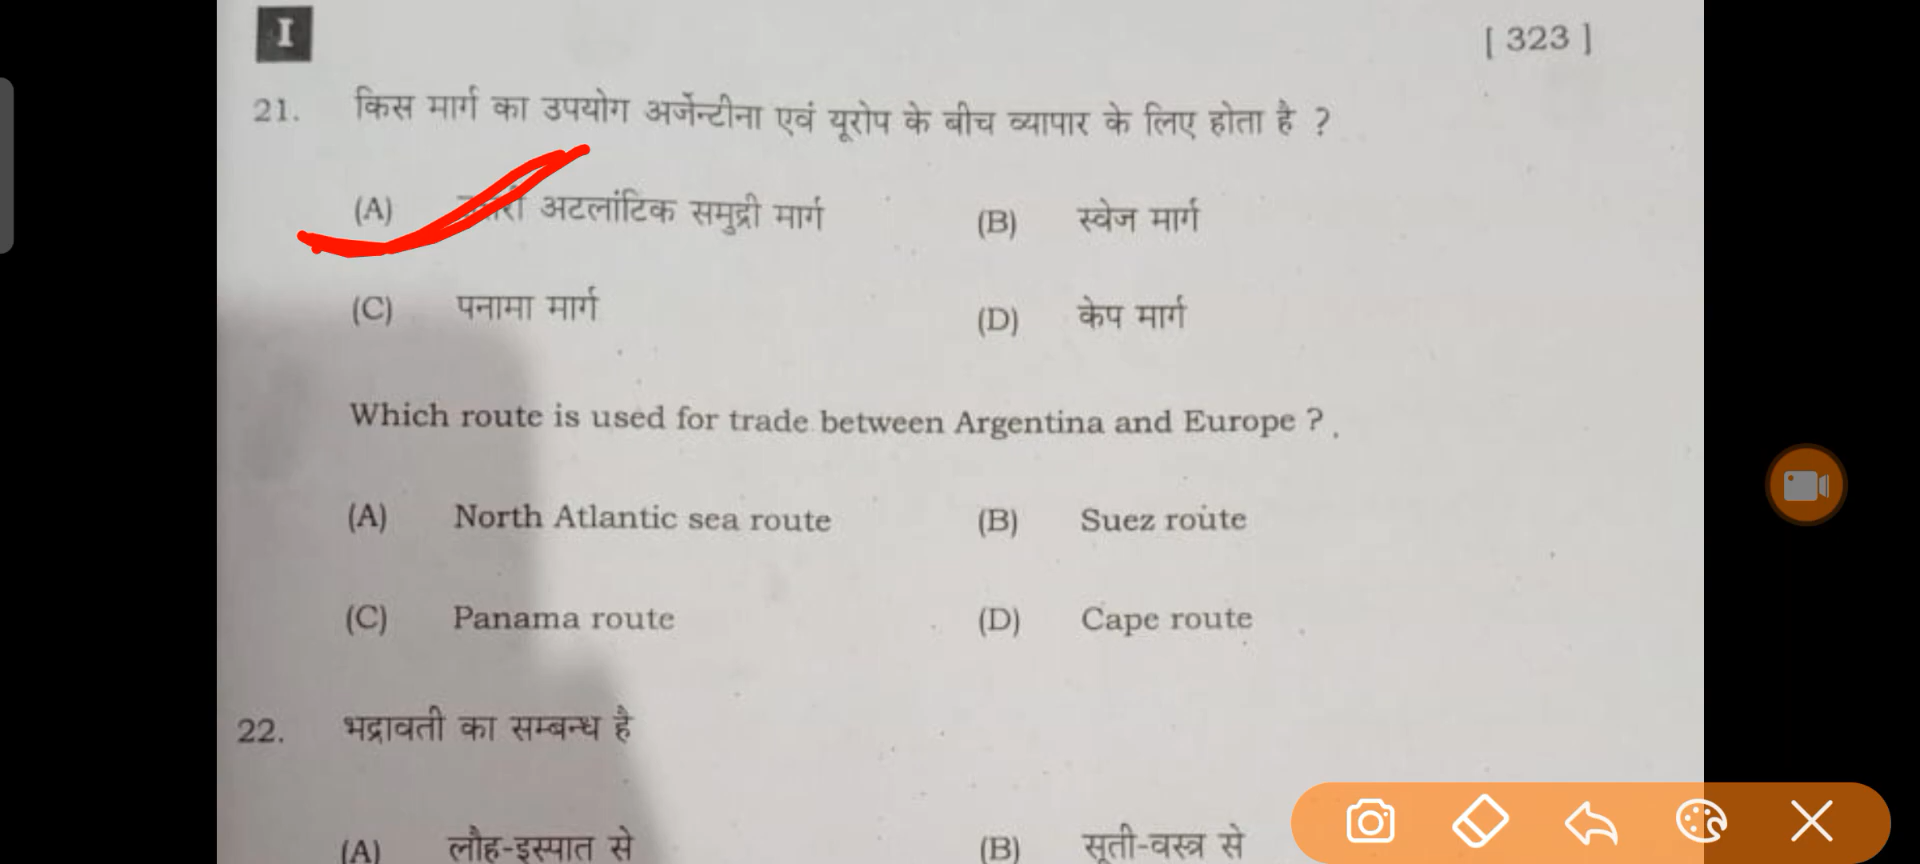 I
[ 323 ]
21. किस मार्ग का उपयोग अर्जेन्टीना एवं यूरोप के बीच व्यापार के लिए होता है ?
(A) अटलांटिक समुद्री मार्ग (B) स्वेज मार्ग
(C) पनामा मार्ग (D) केप मार्ग
Which route is used for trade between Argentina and Europe ?
(A) North Atlantic sea route (B) Suez route
(C) Panama route (D) Cape route
22. भद्रावती का सम्बन्ध है
(A) लौह-इस्पात से (B) सूती-वस्त्र से